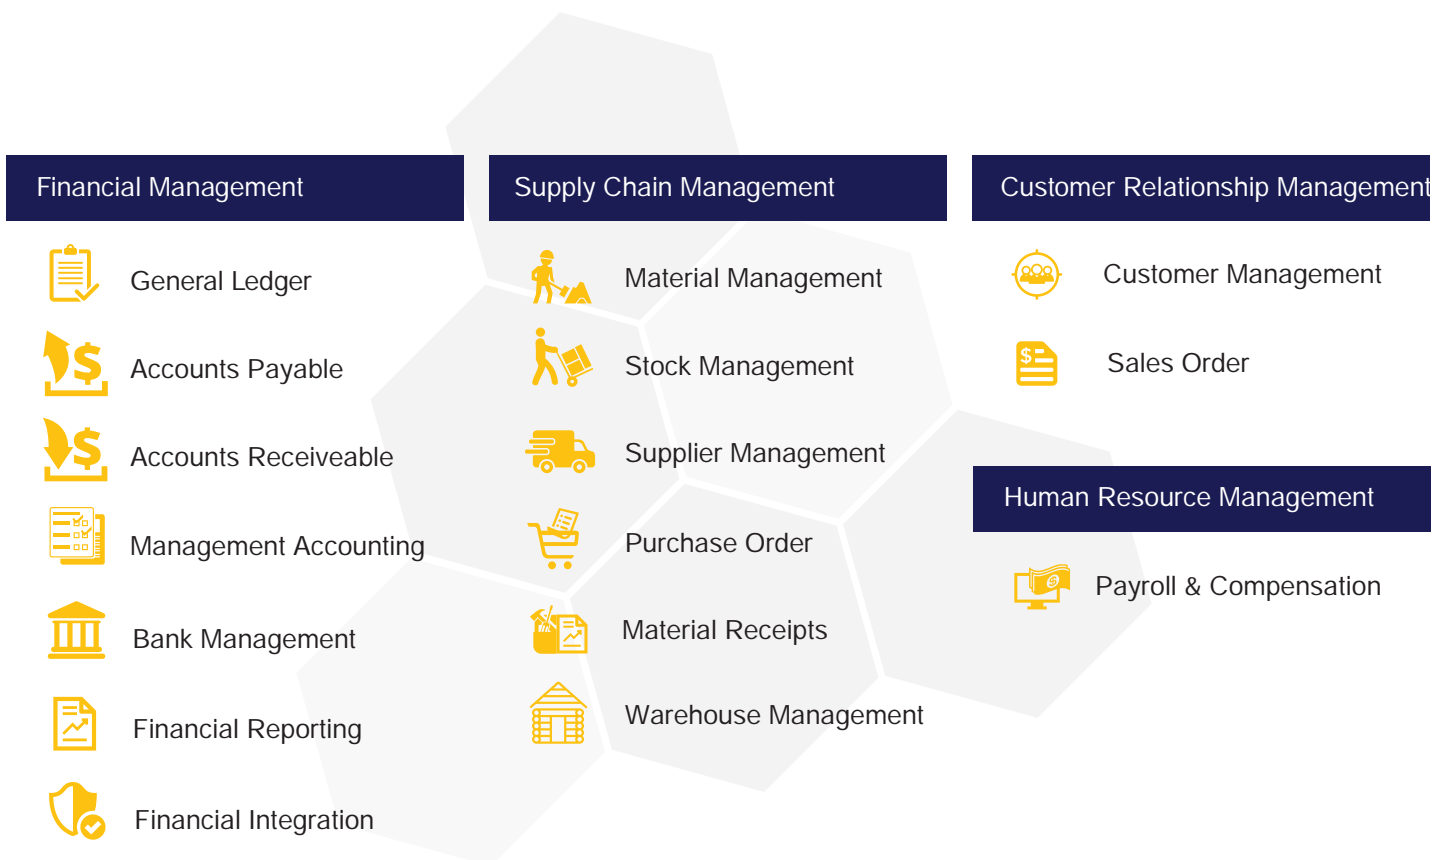 Financial Management
General Ledger
Accounts Payable
Accounts Receiveable
Management Accounting
Bank Management
Financial Reporting
Financial Integration
Supply Chain Management
Material Management
Stock Management
Supplier Management
Purchase Order
Material Receipts
Warehouse Management
Customer Relationship Management
Customer Management
Sales Order
Human Resource Management
Payroll & Compensation